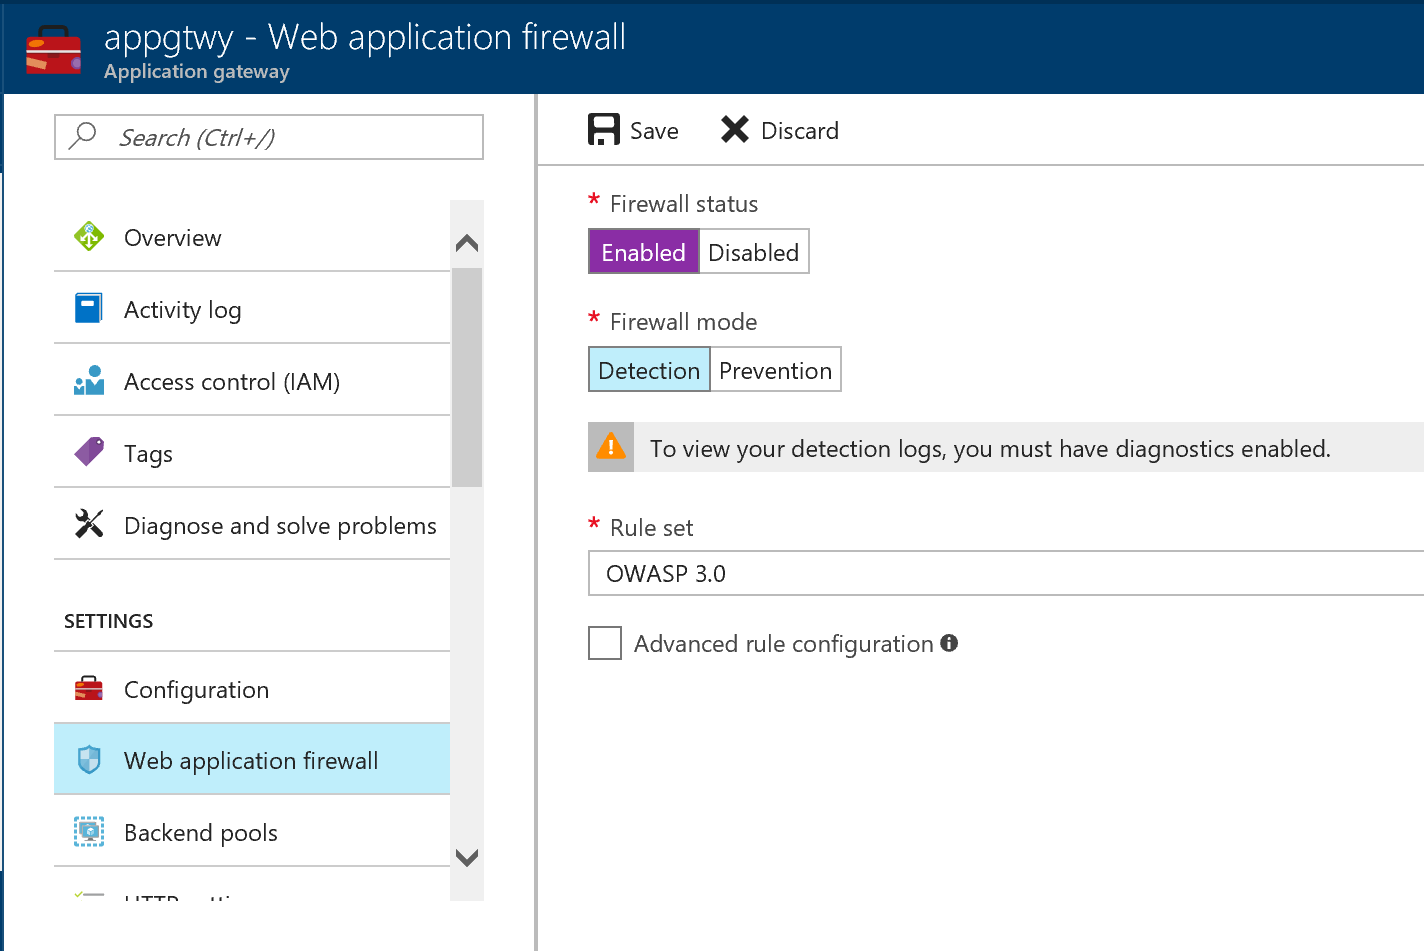 appgtwy - Web application firewall
Application gateway
Search (Ctrl+/)
Overview
Activity log
Access control (IAM)
Tags
Diagnose and solve problems
SETTINGS
Configuration
Web application firewall
Backend pools
Save
Discard
* Firewall status
Enabled
Disabled
* Firewall mode
Detection
Prevention
To view your detection logs, you must have diagnostics enabled.
* Rule set
OWASP 3.0
Advanced rule configuration